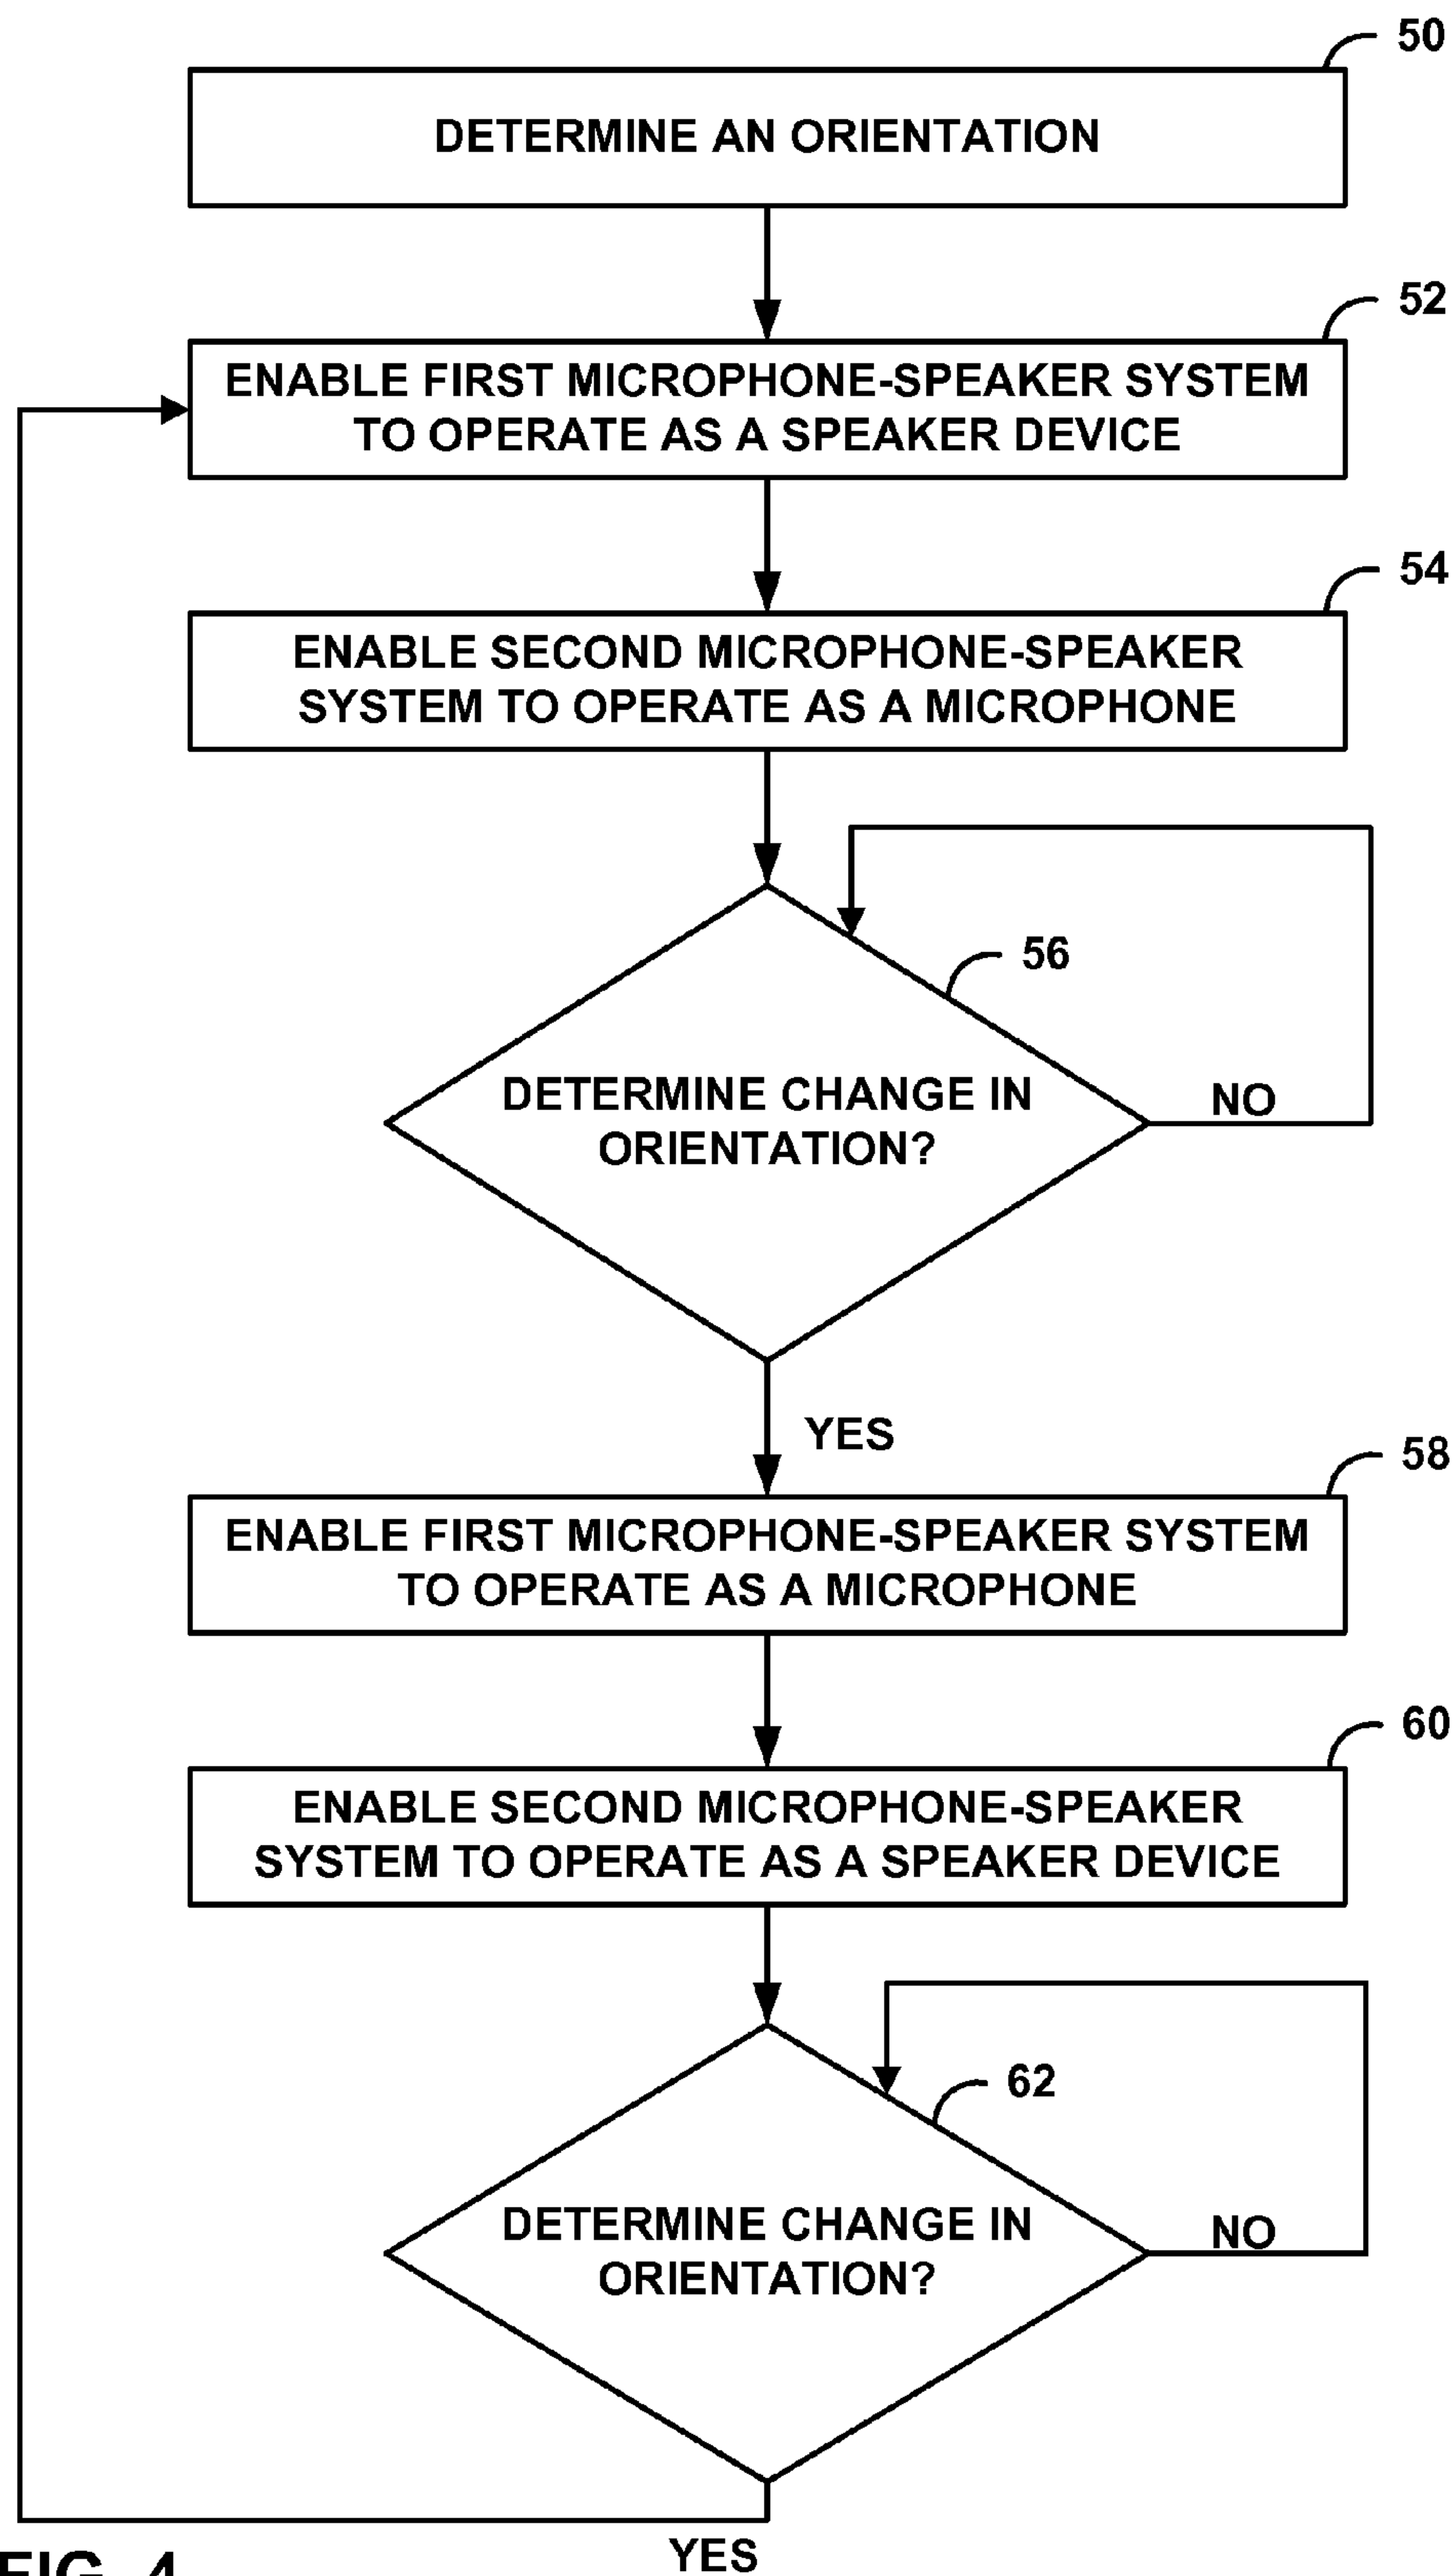 50
DETERMINE AN ORIENTATION
52
ENABLE FIRST MICROPHONE-SPEAKER SYSTEM
TO OPERATE AS A SPEAKER DEVICE
54
ENABLE SECOND MICROPHONE-SPEAKER
SYSTEM TO OPERATE AS A MICROPHONE
56
DETERMINE CHANGE IN
ORIENTATION?
NO
YES
58
ENABLE FIRST MICROPHONE-SPEAKER SYSTEM
TO OPERATE AS A MICROPHONE
60
ENABLE SECOND MICROPHONE-SPEAKER
SYSTEM TO OPERATE AS A SPEAKER DEVICE
62
DETERMINE CHANGE IN
ORIENTATION?
NO
YES
FIG. 4